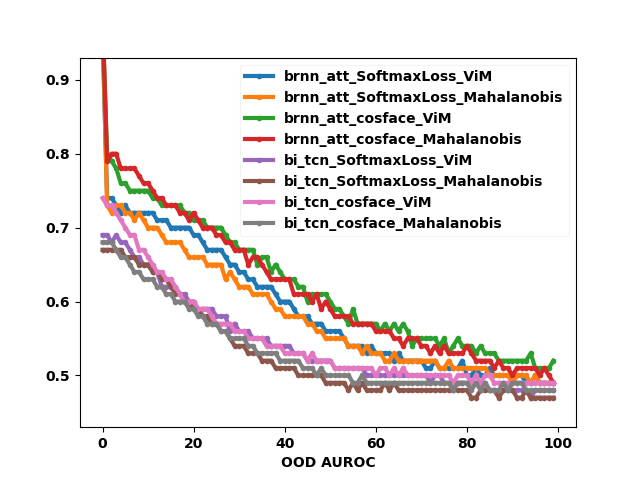 0.9
0.8
0.7
0.6
0.5
brnn_att_SoftmaxLoss_ViM
brnn_att_SoftmaxLoss_Mahalanobis
brnn_att_cosface_ViM
brnn_att_cosface_Mahalanobis
bi_tcn_SoftmaxLoss_ViM
bi_tcn_SoftmaxLoss_Mahalanobis
bi_tcn_cosface_ViM
bi_tcn_cosface_Mahalanobis
0 20 40 60 80 100
OOD AUROC